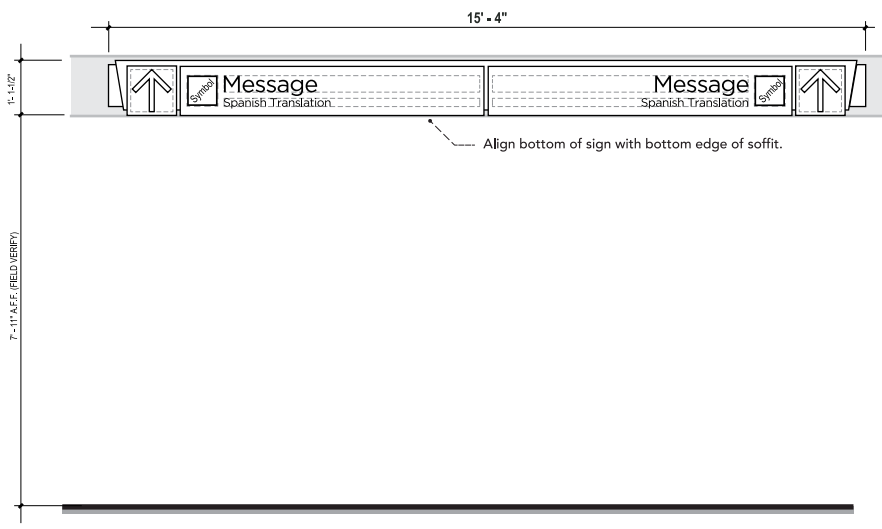 15' - 4"
1'- 1-1/2"
Symbol Message
Spanish Translation
Message Symbol
Spanish Translation
Align bottom of sign with bottom edge of soffit.
7' - 11" A.F.F. (FIELD VERIFY)